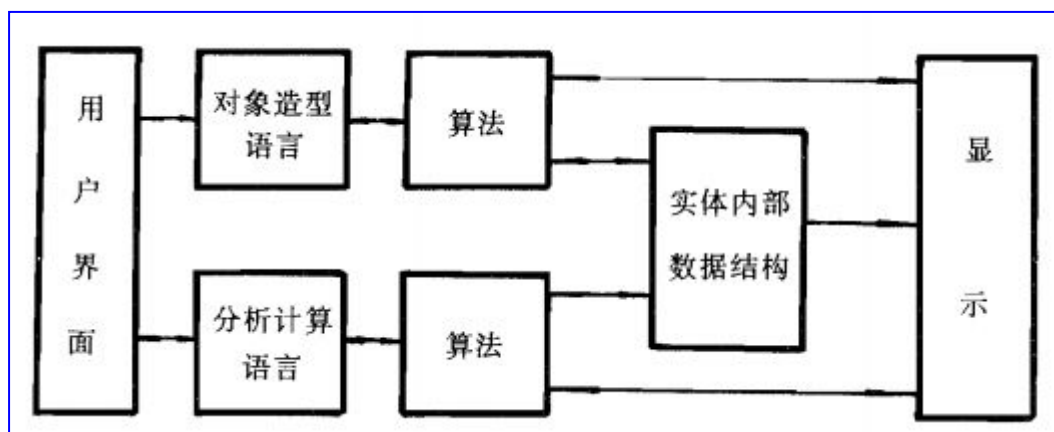 用户界面
对象造型
语言
算法
实体内部
数据结构
分析计算
语言
算法
显示